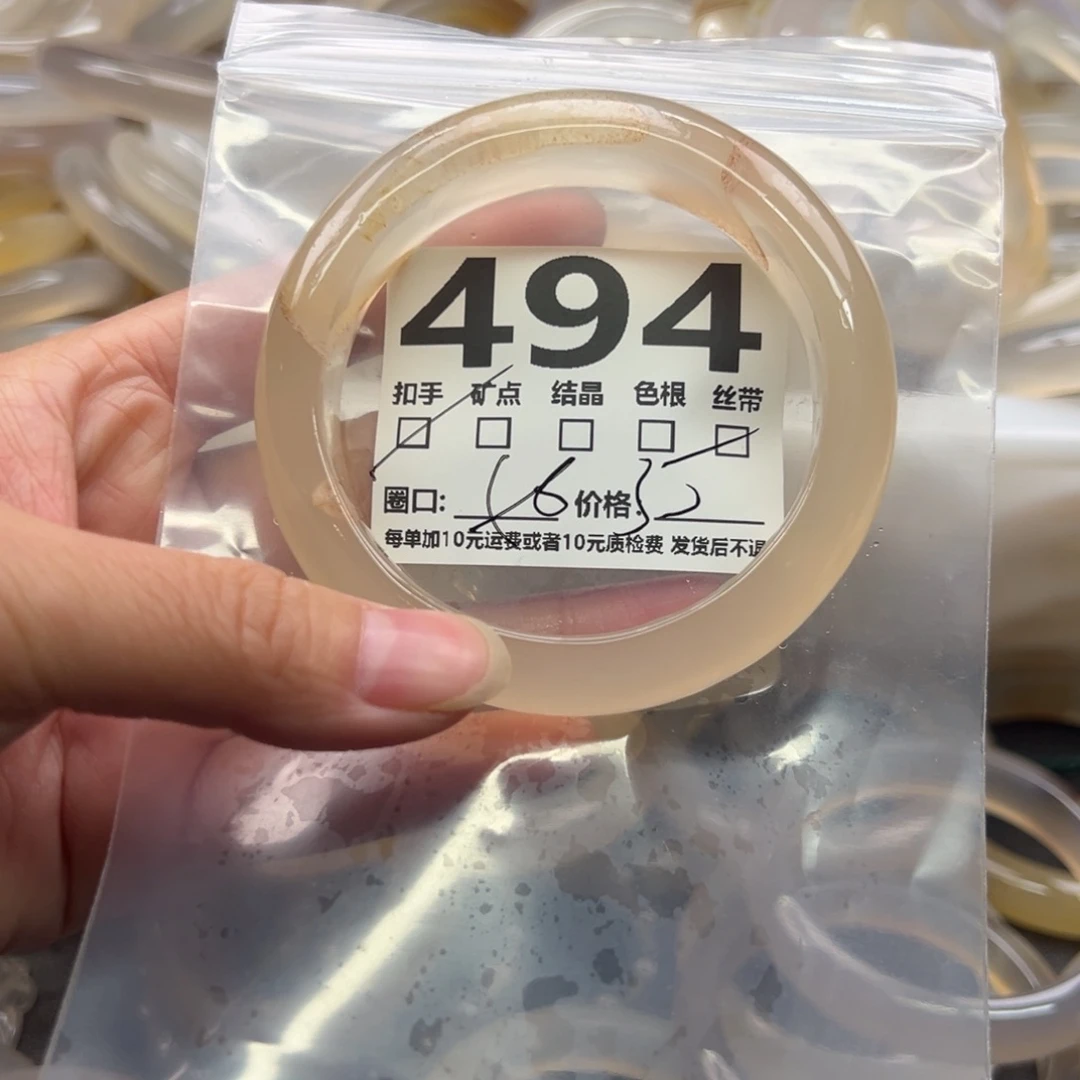 494
扣手 矿点 结晶 色根 丝带
圈口: 56 价格: 35
每单加10元运费或者10元质检费 发货后不退